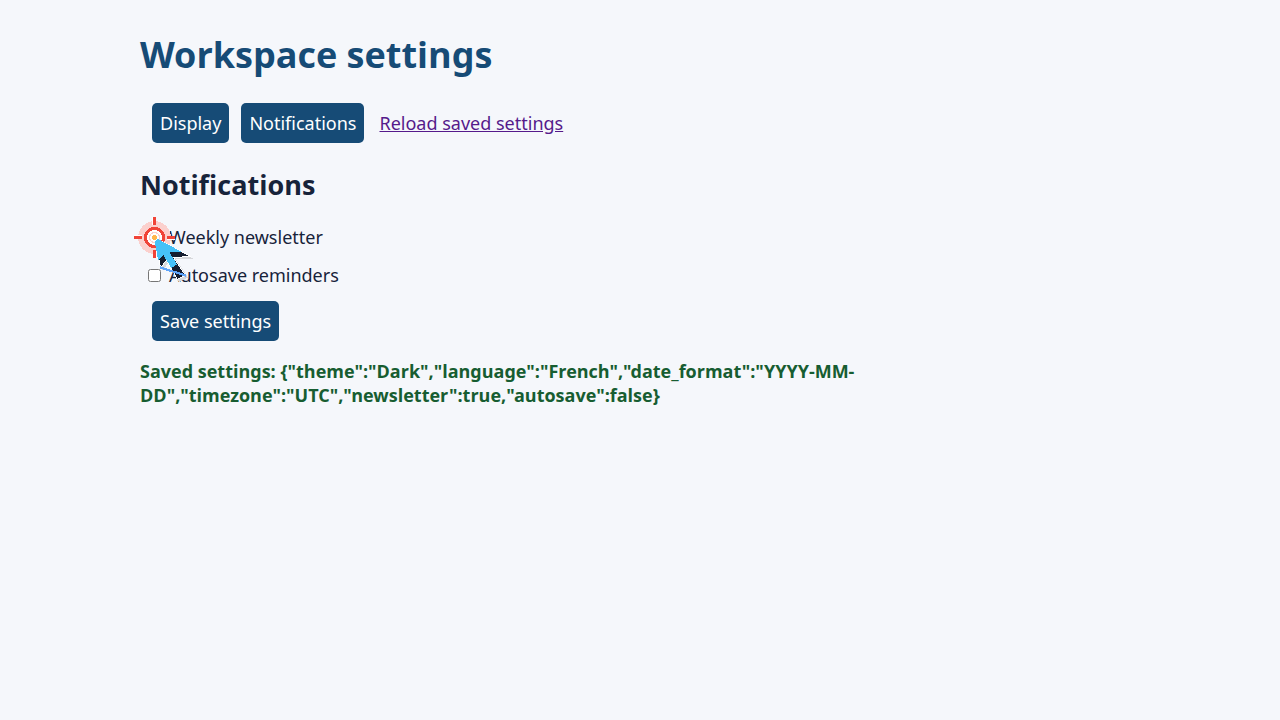 Workspace settings
Display
Notifications
Reload saved settings
Notifications
Weekly newsletter
Autosave reminders
Save settings
Saved settings: {"theme":"Dark","language":"French","date_format":"YYYY-MM-
DD","timezone":"UTC","newsletter":true,"autosave":false}